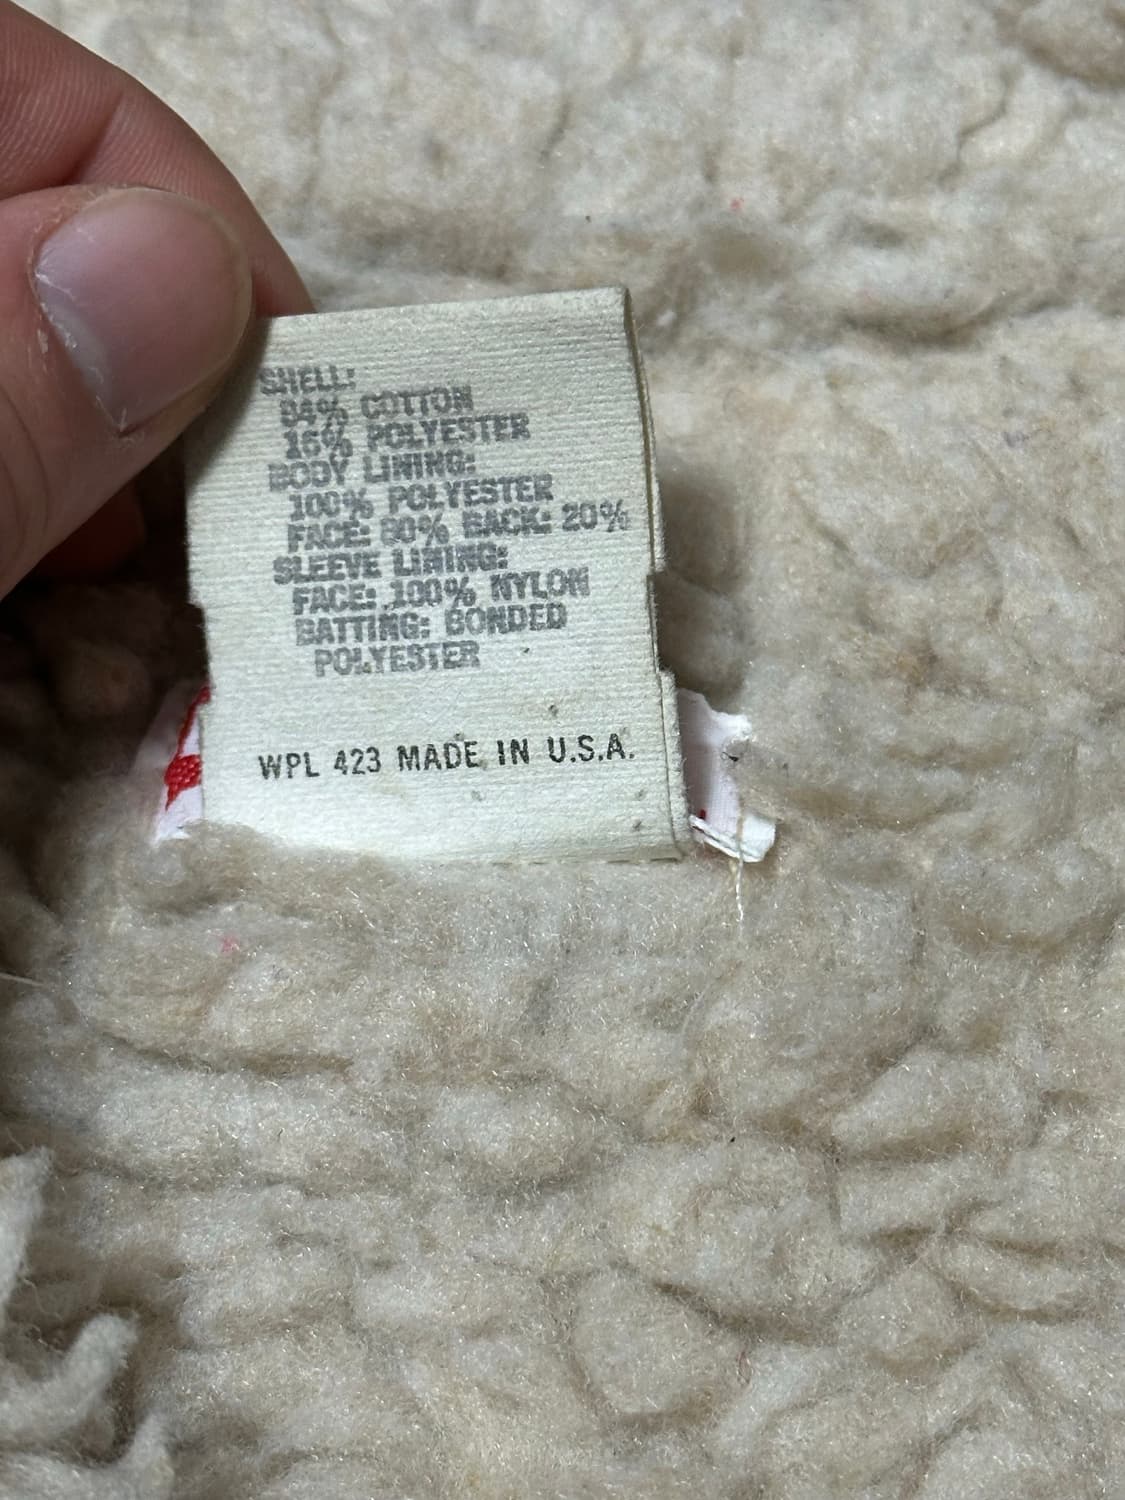 SHELL:
84% COTTON
16% POLYESTER
BODY LINING:
100% POLYESTER
FACE: 80% BACK: 20%
SLEEVE LINING:
FACE: 100% NYLON
BATTING: BONDED
POLYESTER
WPL 423 MADE IN U.S.A.